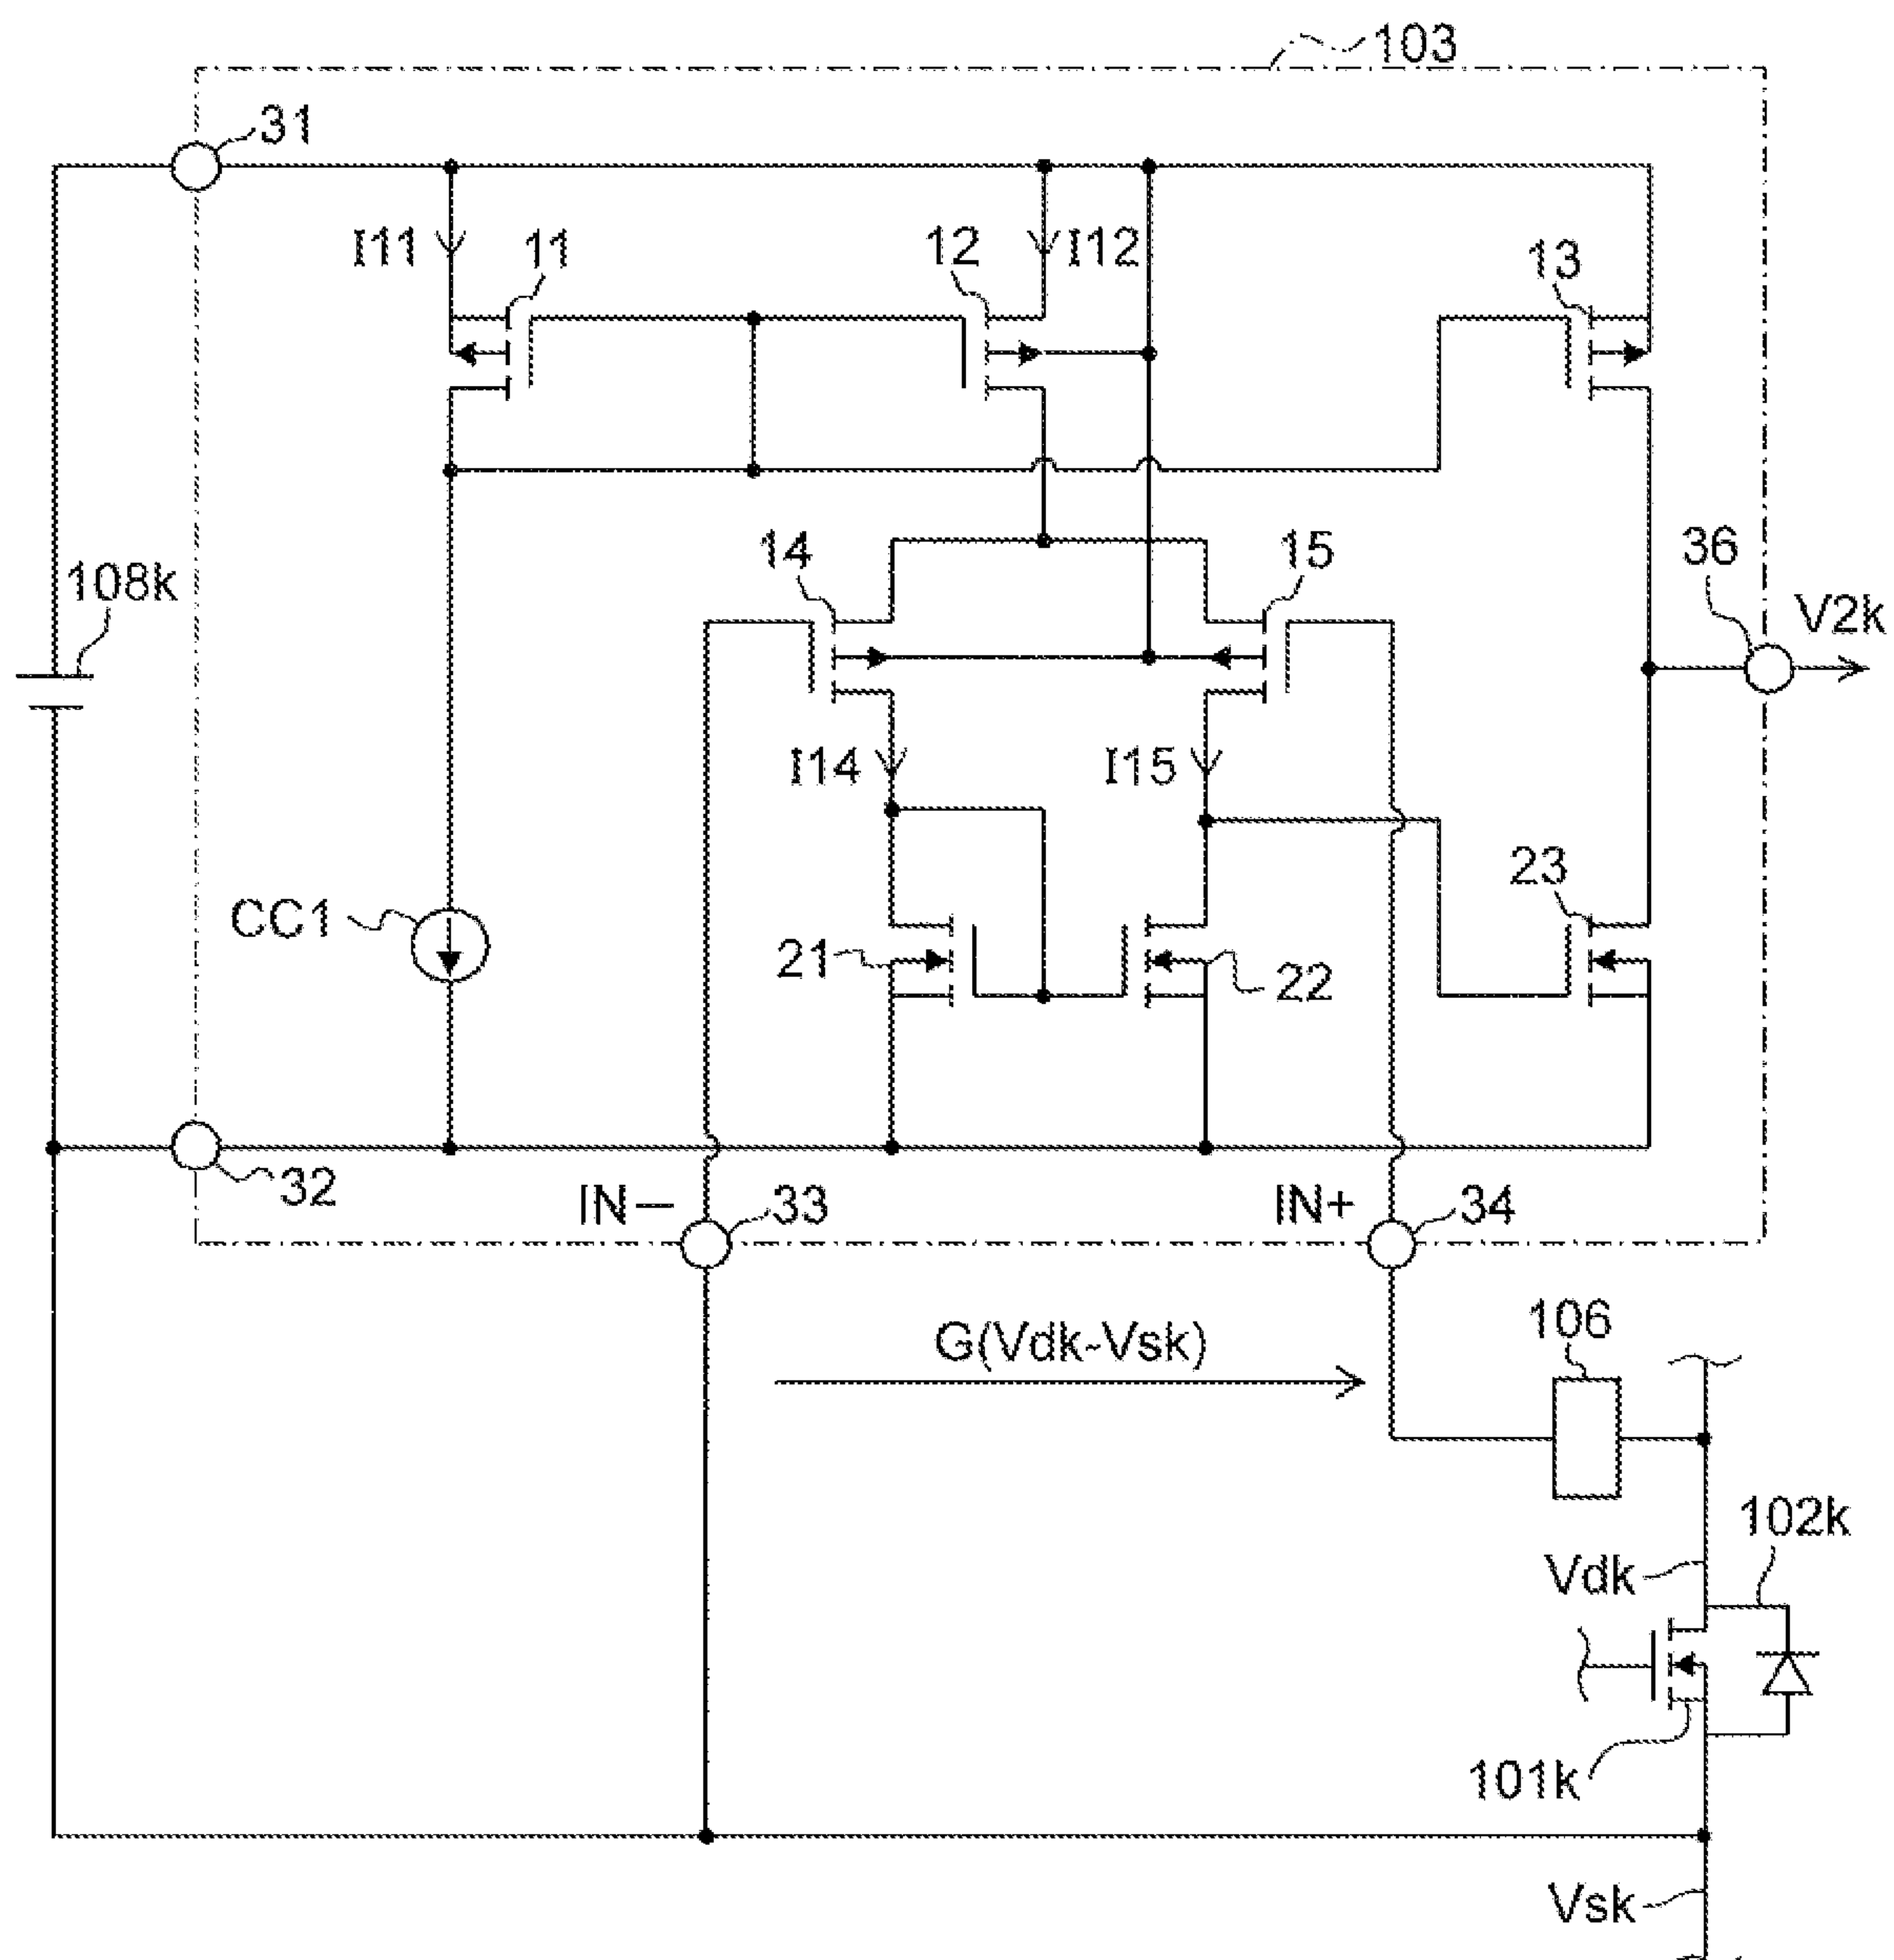 103
31
I11
11
12
I12
13
14
15
36
V2k
108k
I14
I15
CC1
21
22
23
32
IN−
33
IN+
34
G(Vdk-Vsk)
106
102k
Vdk
101k
Vsk